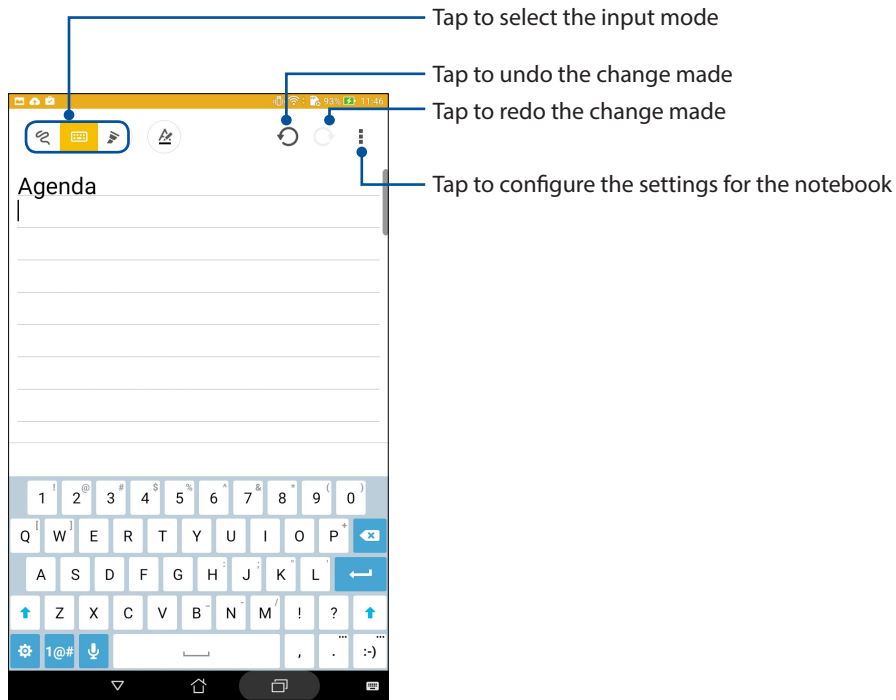 Tap to select the input mode
Tap to undo the change made
93% 11:46
Tap to redo the change made
Tap to configure the settings for the notebook
Agenda
1 ! 2 @ 3 # 4 $ 5 % 6 ^ 7 & 8 * 9 ( 0 )
Q [ W ] E R T Y U I O P +
A S D F G H : J ; K " L '
Z X C V B _ N - M / ! ?
1@# , . ... :-) ...